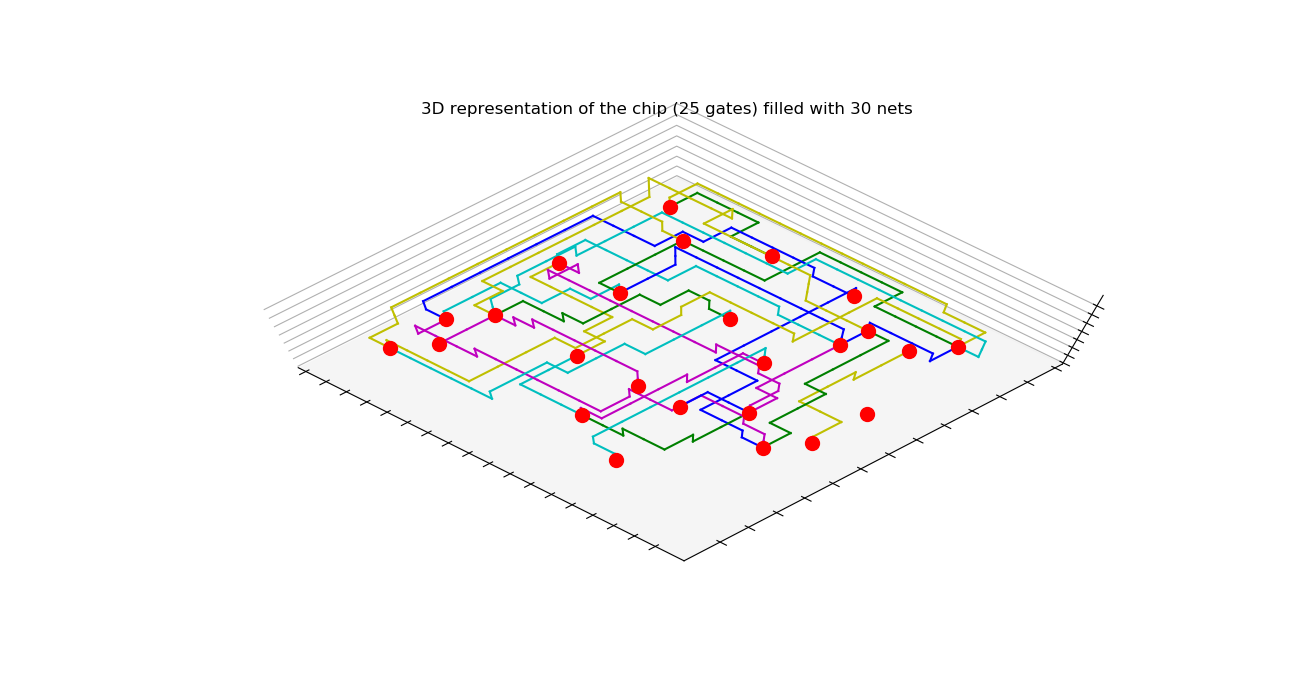 3D representation of the chip (25 gates) filled with 30 nets